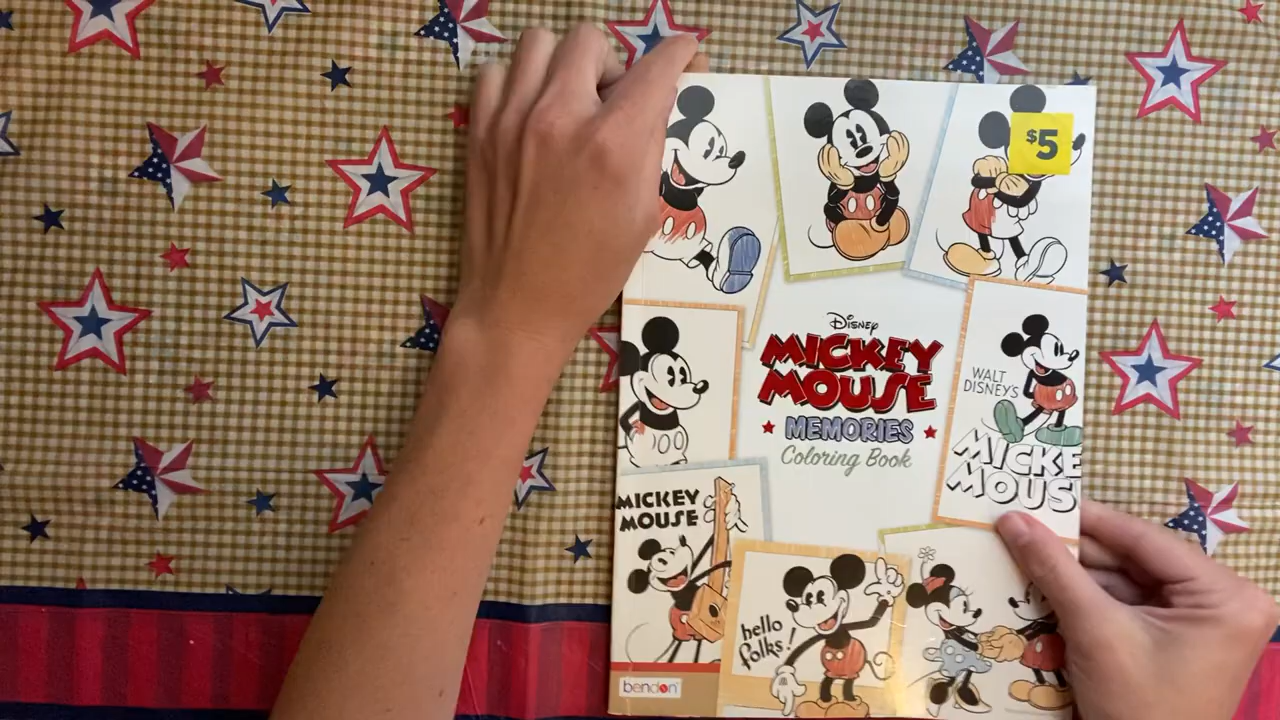 $5
Disney
MICKEY
MOUSE
MEMORIES
Coloring Book
WALT
DISNEY'S
MICKE
MOUS
MICKEY
MOUSE
hello
folks!
bendon